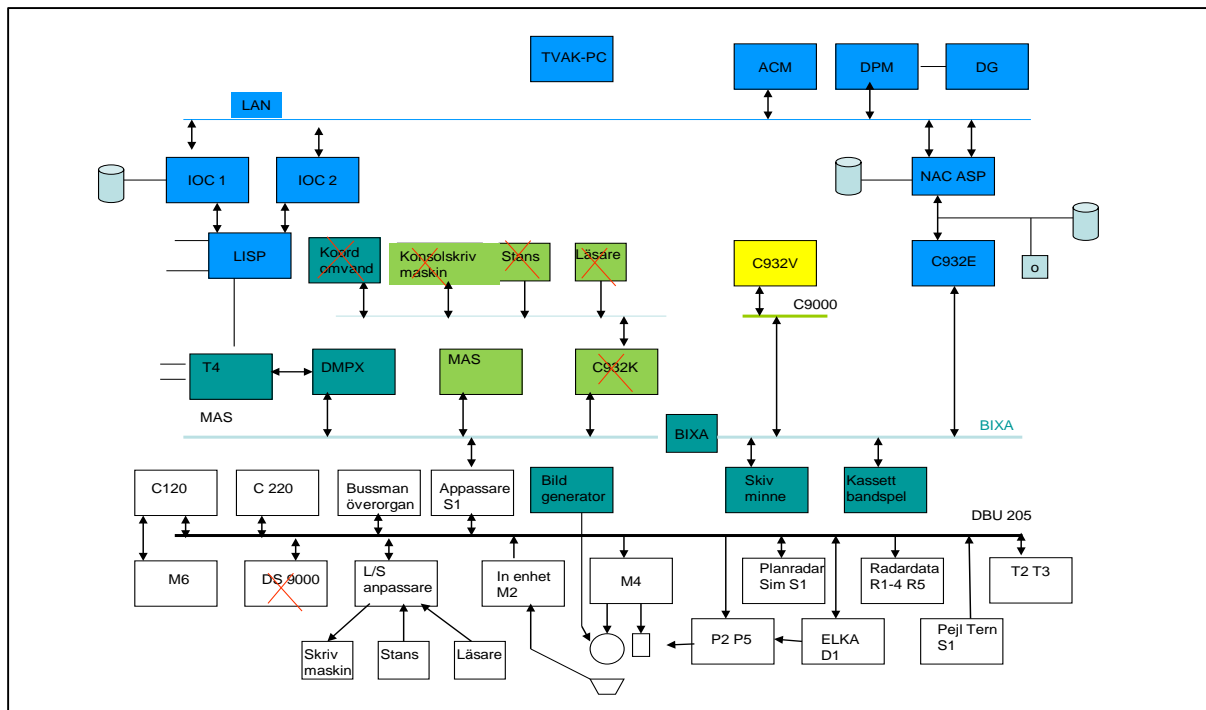 TVAK-PC
ACM
DPM
DG
LAN
IOC 1
IOC 2
NAC ASP
LISP
Koord
omvand
Konsolskriv
maskin
Stans
Läsare
C932V
C932E
o
C9000
T4
DMPX
MAS
C932K
MAS
BIXA
BIXA
C120
C 220
Bussman
överorgan
Appassare
S1
Bild
generator
Skiv
minne
Kassett
bandspel
DBU 205
M6
DS 9000
L/S
anpassare
In enhet
M2
M4
Planradar
Sim S1
Radardata
R1-4 R5
T2 T3
P2 P5
ELKA
D1
Pejl Tern
S1
Skriv
maskin
Stans
Läsare